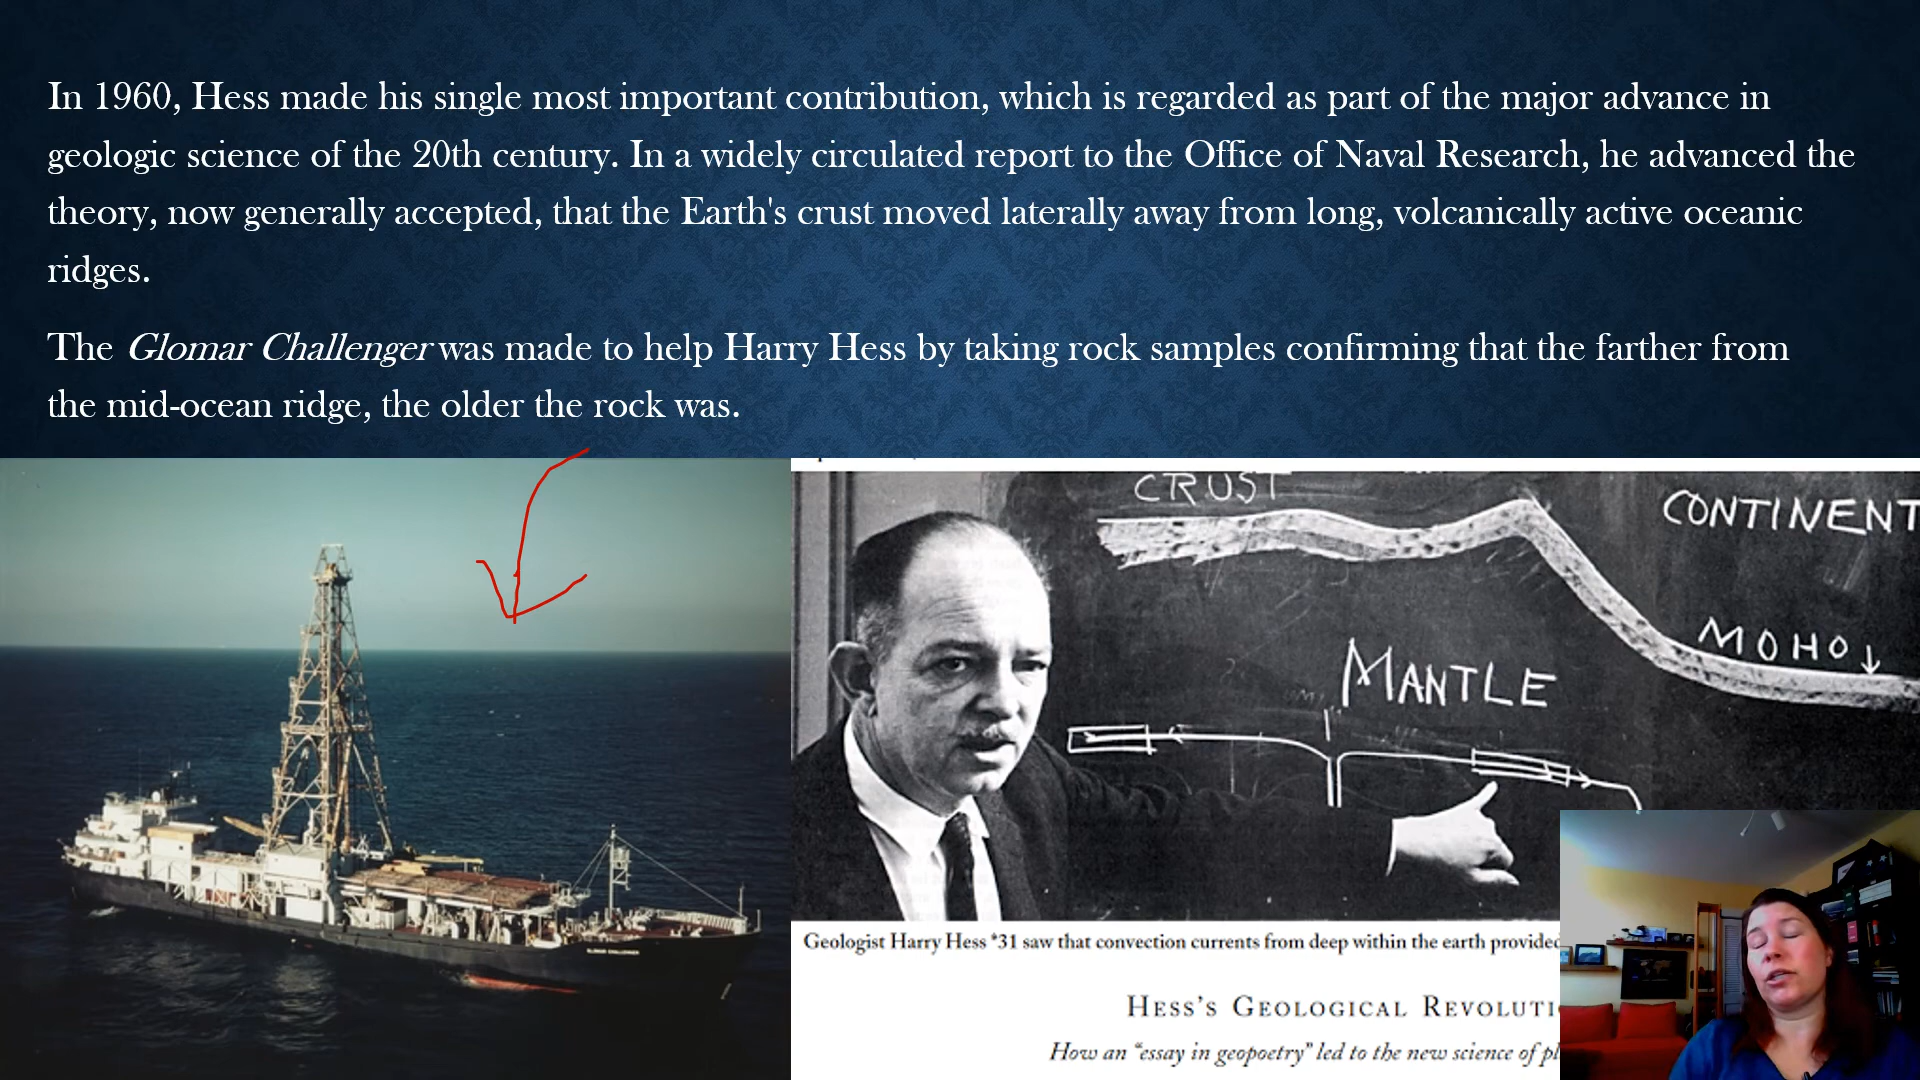 In 1960, Hess made his single most important contribution, which is regarded as part of the major advance in
geologic science of the 20th century. In a widely circulated report to the Office of Naval Research, he advanced the
theory, now generally accepted, that the Earth's crust moved laterally away from long, volcanically active oceanic
ridges.
The Glomar Challenger was made to help Harry Hess by taking rock samples confirming that the farther from
the mid-ocean ridge, the older the rock was.
CRUST
CONTINENT
MOHO
MANTLE
GLOMAR CHALLENGER
Geologist Harry Hess *31 saw that convection currents from deep within the earth provided
HESS'S GEOLOGICAL REVOLUTI
How an "essay in geopoetry" led to the new science of pl